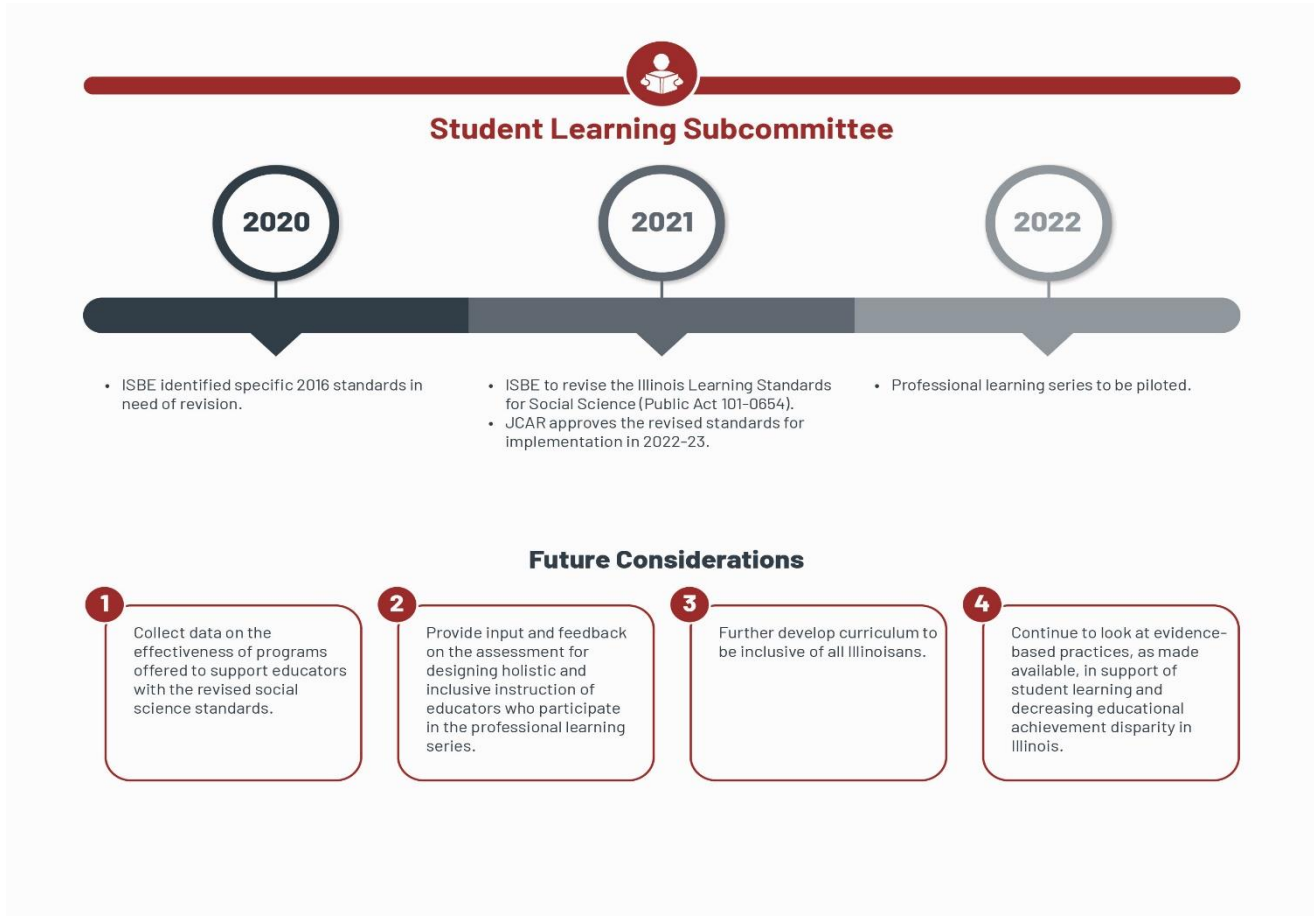 Student Learning Subcommittee
2020
2021
2022
• ISBE identified specific 2016 standards in
need of revision.
• ISBE to revise the Illinois Learning Standards
for Social Science (Public Act 101-0654).
• JCAR approves the revised standards for
implementation in 2022-23.
• Professional learning series to be piloted.
Future Considerations
1
Collect data on the
effectiveness of programs
offered to support educators
with the revised social
science standards.
2
Provide input and feedback
on the assessment for
designing holistic and
inclusive instruction of
educators who participate
in the professional learning
series.
3
Further develop curriculum to
be inclusive of all Illinoisans.
4
Continue to look at evidence-
based practices, as made
available, in support of
student learning and
decreasing educational
achievement disparity in
Illinois.